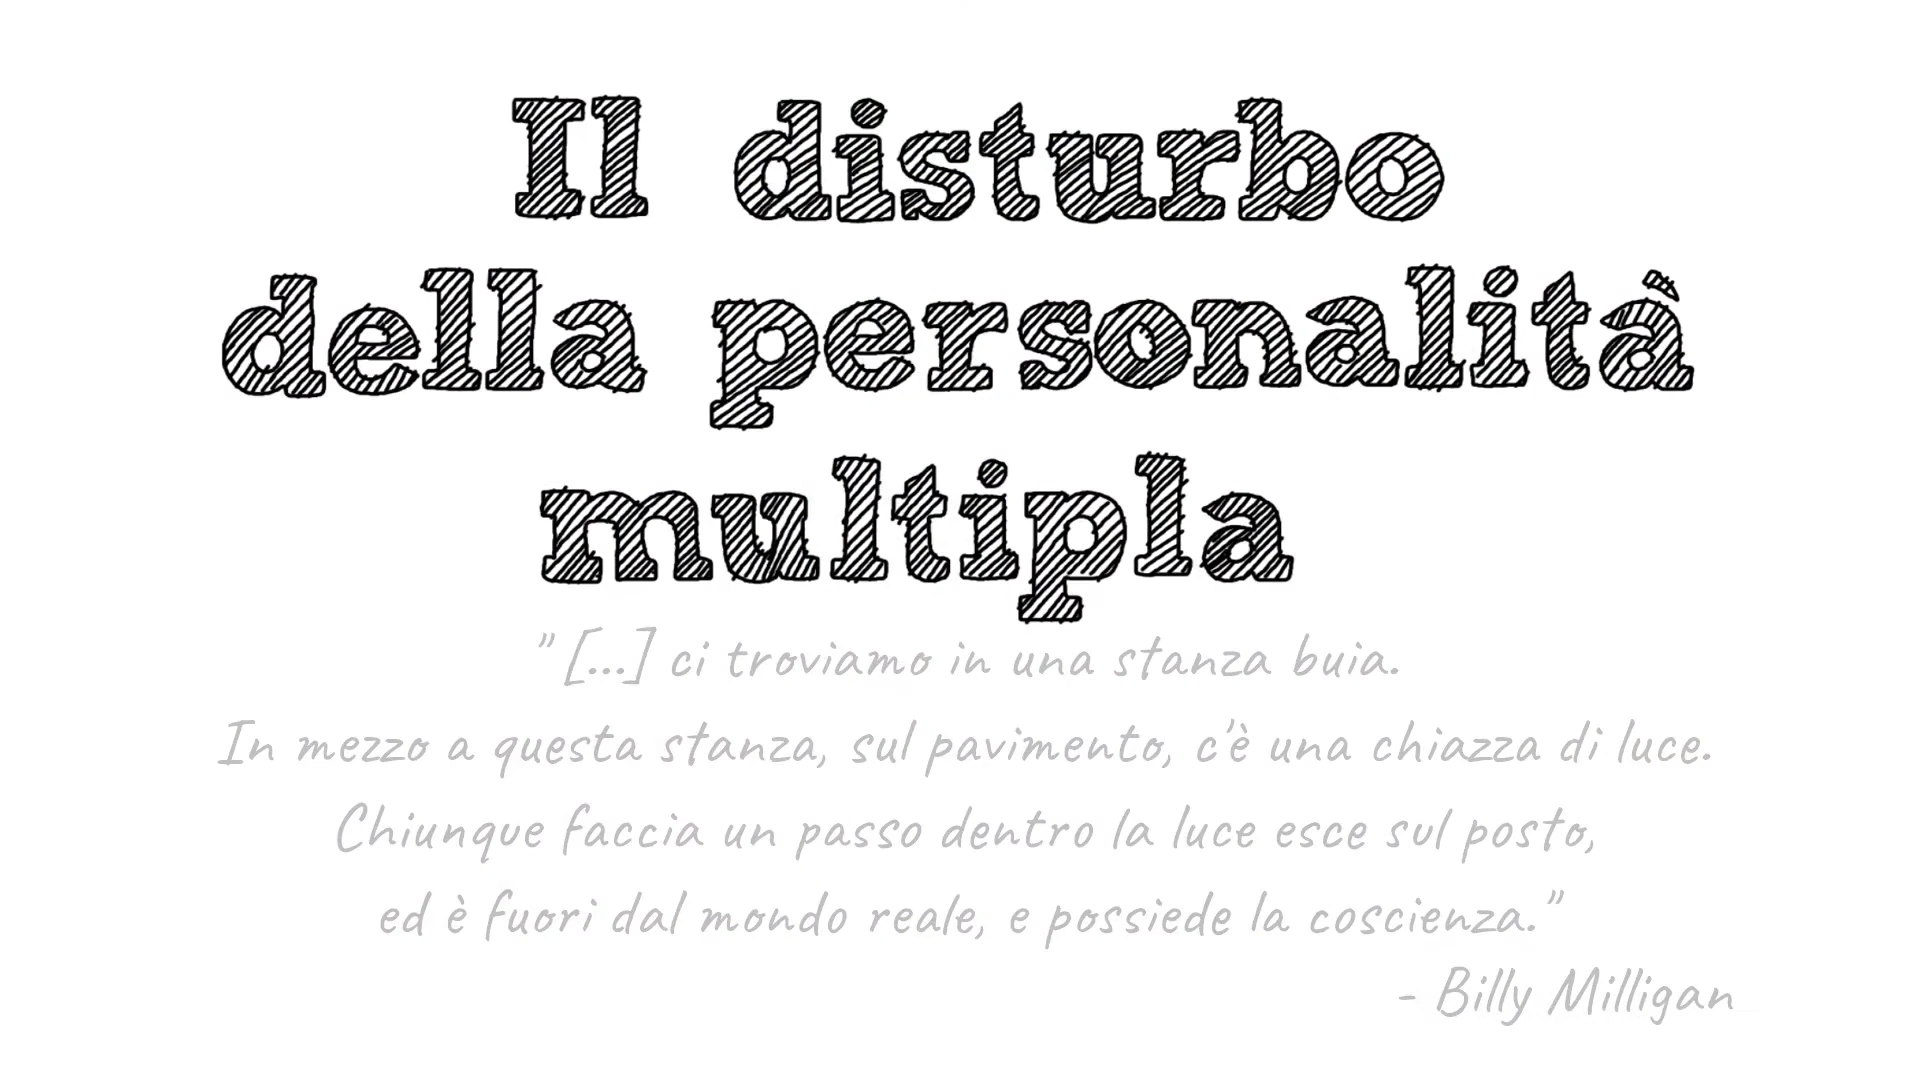 Il disturbo
della personalità
multipla
"[...] ci troviamo in una stanza buia.
In mezzo a questa stanza, sul pavimento, c'è una chiazza di luce.
Chiunque faccia un passo dentro la luce esce sul posto,
ed è fuori dal mondo reale, e possiede la coscienza."
- Billy Milligan